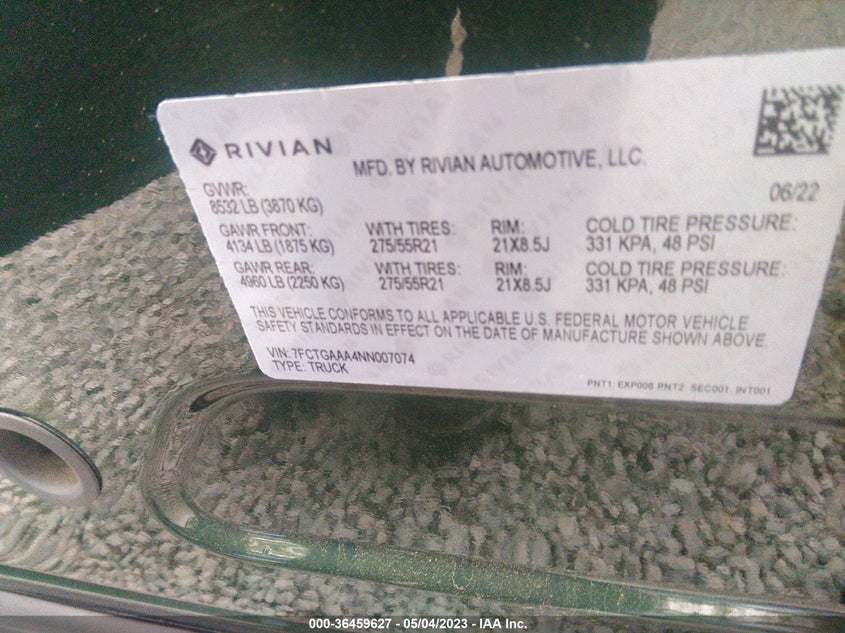 RIVIAN
MFD. BY RIVIAN AUTOMOTIVE, LLC.
06/22
GVWR:
8532 LB (3870 KG)
GAWR FRONT: WITH TIRES: RIM: COLD TIRE PRESSURE:
4134 LB (1875 KG) 275/55R21 21X8.5J 331 KPA, 48 PSI
GAWR REAR: WITH TIRES: RIM: COLD TIRE PRESSURE:
4960 LB (2250 KG) 275/55R21 21X8.5J 331 KPA, 48 PSI
THIS VEHICLE CONFORMS TO ALL APPLICABLE U.S. FEDERAL MOTOR VEHICLE
SAFETY STANDARDS IN EFFECT ON THE DATE OF MANUFACTURE SHOWN ABOVE.
VIN: 7FCTGAAA4NN007074
TYPE: TRUCK
PNT1: EXP006 PNT2: SEC001, INT001
000-36459627 - 05/04/2023 - IAA Inc.